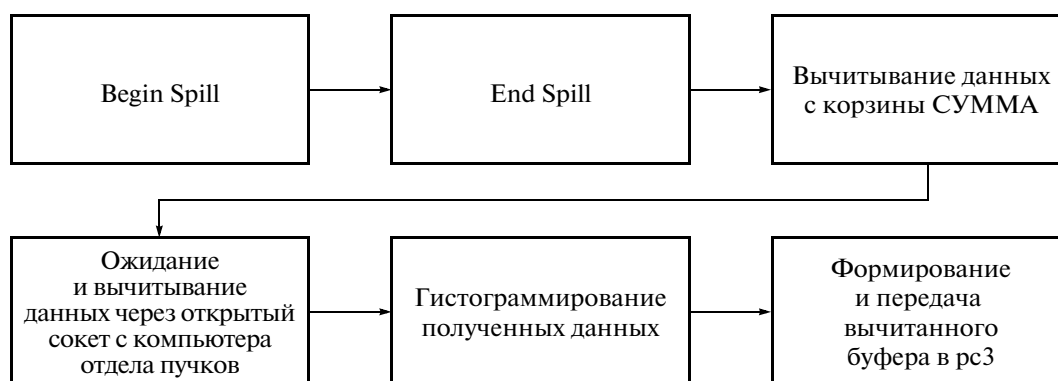 Begin Spill
End Spill
Вычитывание данных
с корзины СУММА
Ожидание
и вычитывание
данных через открытый
сокет с компьютера
отдела пучков
Гистограммирование
полученных данных
Формирование
и передача
вычитанного
буфера в рс3